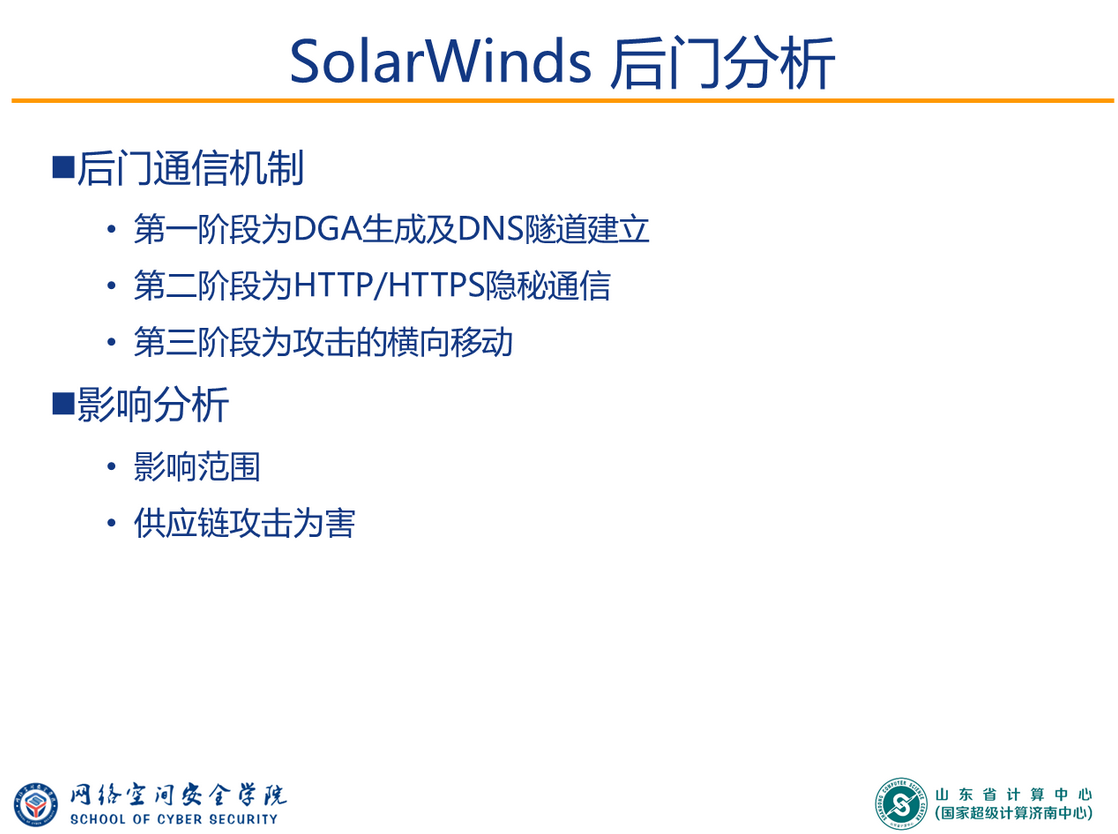 SolarWinds 后门分析
■后门通信机制
• 第一阶段为DGA生成及DNS隧道建立
• 第二阶段为HTTP/HTTPS隐秘通信
• 第三阶段为攻击的横向移动
■影响分析
• 影响范围
• 供应链攻击为害
网络空间安全学院
SCHOOL OF CYBER SECURITY
山东省计算中心
(国家超级计算济南中心)